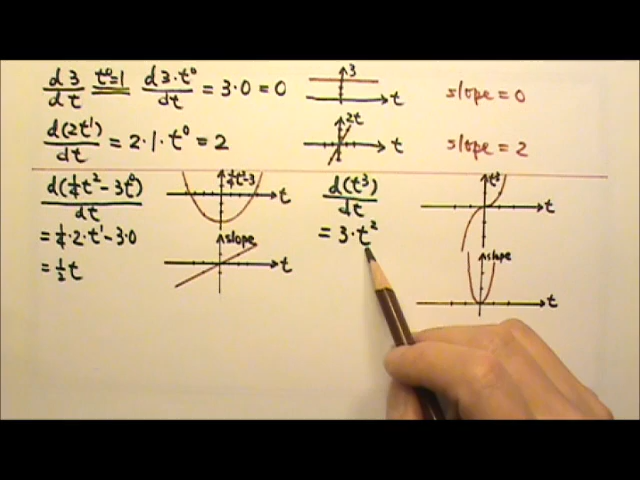 d3/dt t⁰=1 d3·t⁰/dt = 3·0 = 0 3 t slope = 0
d(2t¹)/dt = 2·1·t⁰ = 2 2t t slope = 2
d(¼t² - 3t⁰)/dt ¼t²-3 t
= ¼·2·t¹ - 3·0 slope
= ½t t
d(t³)/dt t³ t
= 3·t² slope t